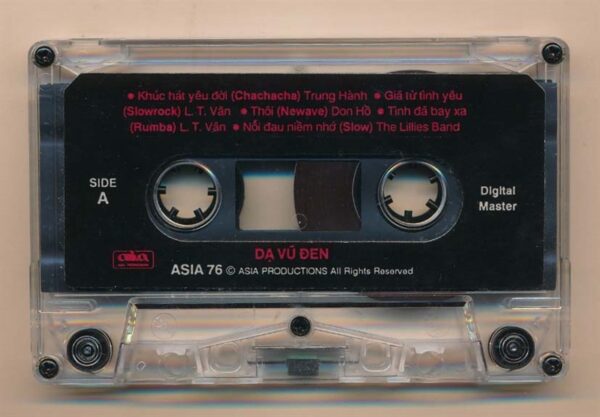 • Khúc hát yêu đời (Chachacha) Trung Hành • Giã từ tình yêu
(Slowrock) L. T. Vân • Thôi (Newave) Don Hồ • Tình đã bay xa
(Rumba) L. T. Vân • Nỗi đau niềm nhớ (Slow) The Lillies Band
SIDE
A
Digital
Master
asia
DẠ VŨ ĐEN
ASIA 76 © ASIA PRODUCTIONS All Rights Reserved